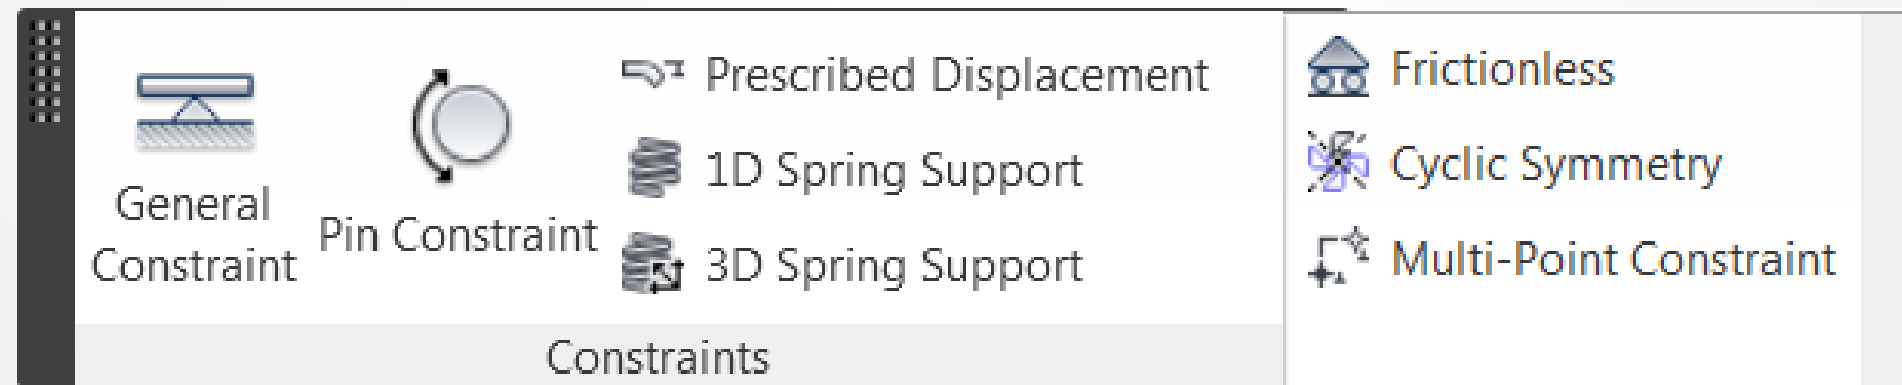 General
Constraint
Pin Constraint
Prescribed Displacement
1D Spring Support
3D Spring Support
Constraints
Frictionless
Cyclic Symmetry
Multi-Point Constraint